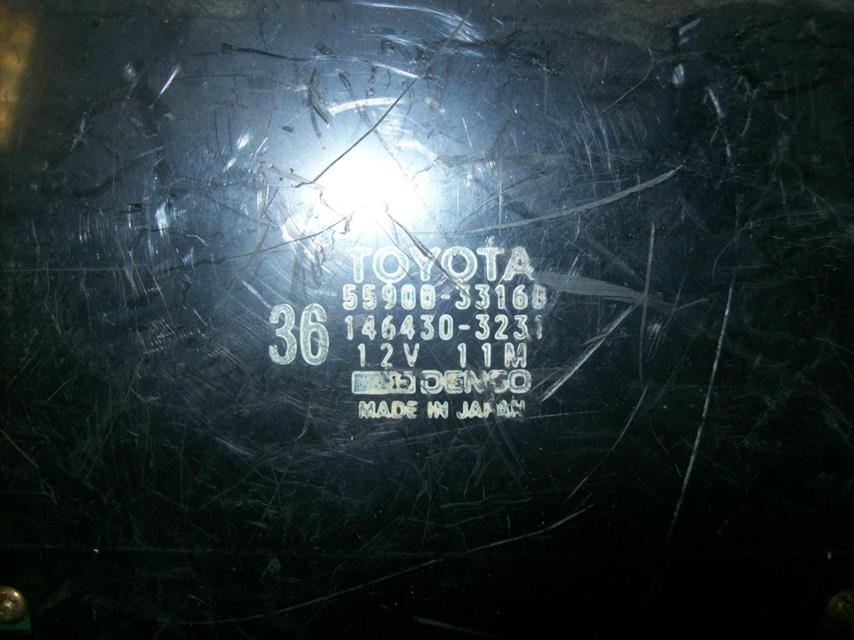 TOYOTA
55900-33160
36
146430-3231
12V 11M
DENSO
MADE IN JAPAN